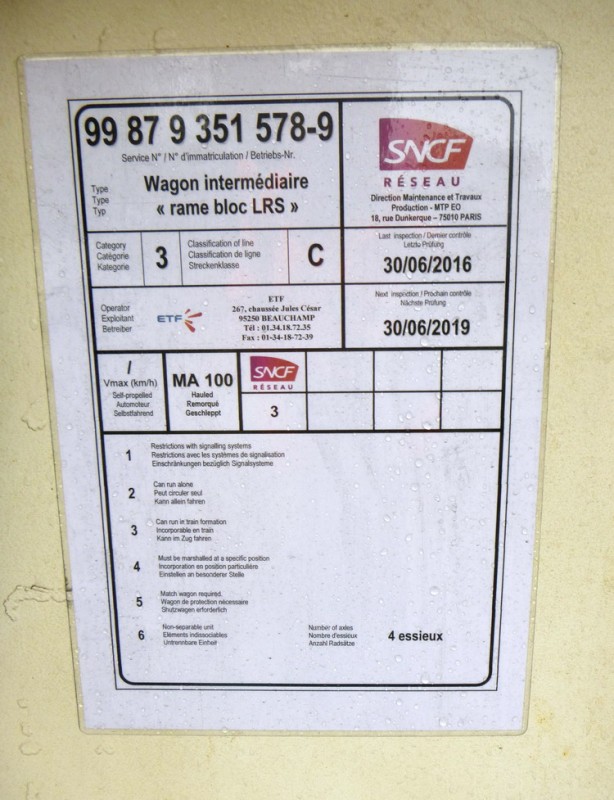 99 87 9 351 578-9
Service N° / N° d'immatriculation / Betriebs-Nr.
Type
Type
Typ
Wagon intermédiaire
« rame bloc LRS »
SNCF
RÉSEAU
Direction Maintenance et Travaux
Production - MTP EO
18, rue Dunkerque – 75010 PARIS
Category
Catégorie
Kategorie
3
Classification of line
Classification de ligne
Streckenklasse
C
Last inspection / Dernier contrôle
Letztu Prüfung
30/06/2016
Operator
Exploitant
Betreiber
ETF
ETF
267, chaussée Jules César
95250 BEAUCHAMP
Tél : 01.34.18.72.35
Fax : 01-34-18-72-39
Next inspriction / Prochain contrôle
Nächste Prüfung
30/06/2019
/
Vmax (km/h)
Self-propelled
Automoteur
Selbstfahrend
MA 100
Hauled
Remorqué
Geschleppt
SNCF
RÉSEAU
3
1
Restrictions with signalling systems
Restrictions avec les systèmes de signalisation
Einschränkungen bezüglich Signalsysteme
2
Can run alone
Peut circuler seul
Kann allein fahren
3
Can run in train formation
Incorporable en train
Kann im Zug fahren
4
Must be marshalled at a specific position
Incorporation en position particulière
Einstellen an besonderer Stelle
5
Match wagon required.
Wagon de protection nécessaire
Shutzwagen erforderlich
6
Non-separable unit
Eléments indissociables
Untrennbare Einheit
Number of axles
Nombre d'essieux
Anzahl Radsätze
4 essieux